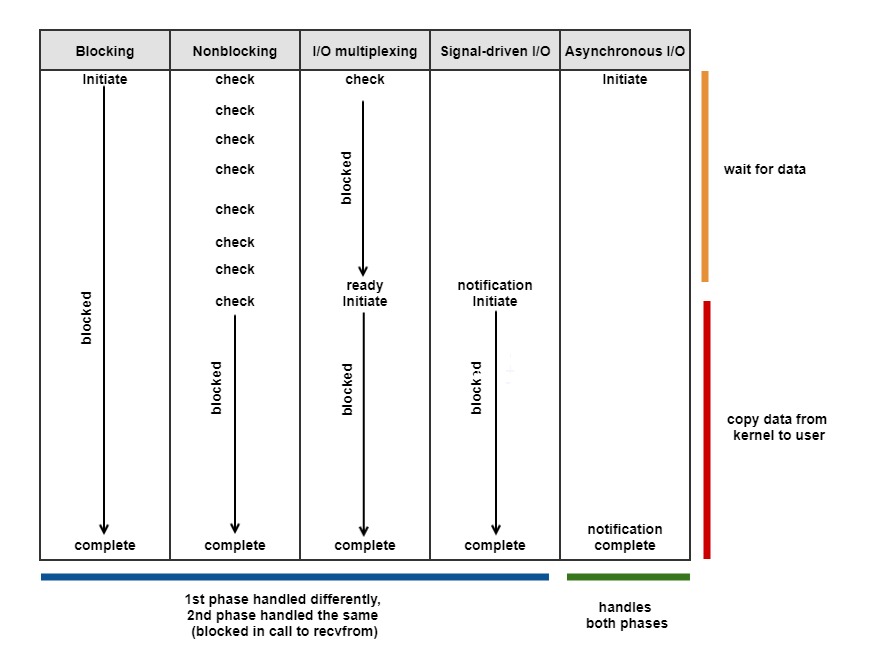 Blocking
Nonblocking
I/O multiplexing
Signal-driven I/O
Asynchronous I/O
Initiate
blocked
complete
check
check
check
check
check
check
check
check
blocked
complete
check
blocked
ready
Initiate
blocked
complete
notification
Initiate
blocked
complete
Initiate
notification
complete
wait for data
copy data from
kernel to user
1st phase handled differently,
2nd phase handled the same
(blocked in call to recvfrom)
handles
both phases